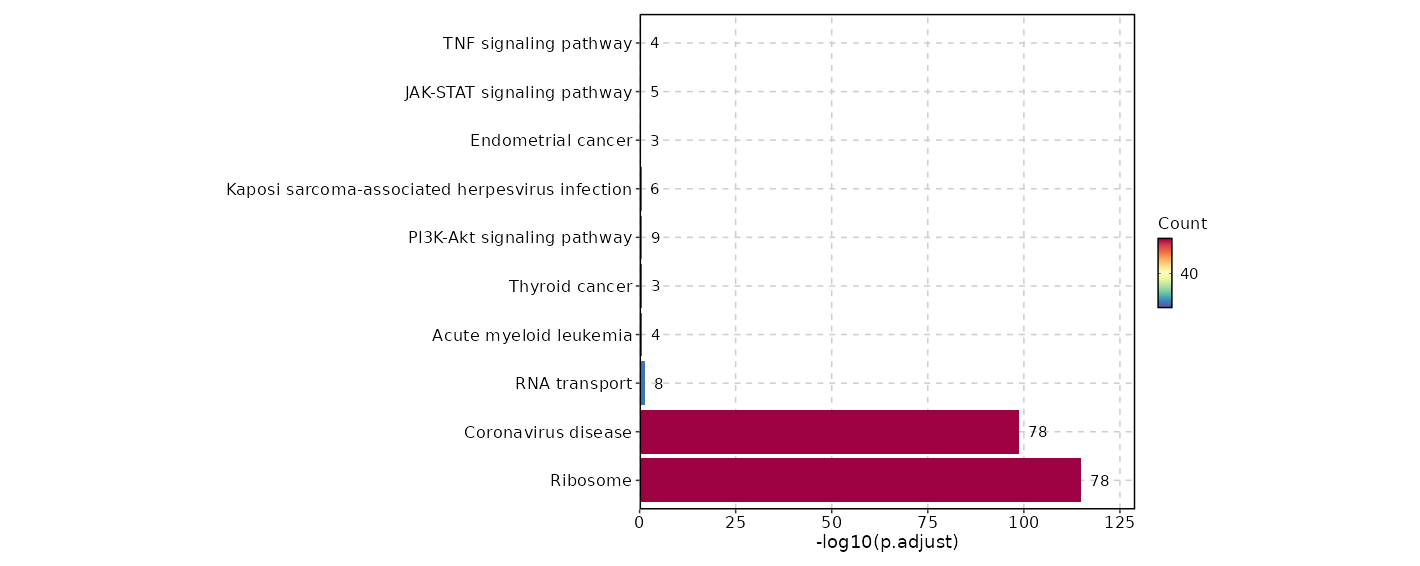 TNF signaling pathway 4
JAK-STAT signaling pathway 5
Endometrial cancer 3
Kaposi sarcoma-associated herpesvirus infection 6
PI3K-Akt signaling pathway 9
Thyroid cancer 3
Acute myeloid leukemia 4
RNA transport 8
Coronavirus disease 78
Ribosome 78
0 25 50 75 100 125
-log10(p.adjust)
Count
40